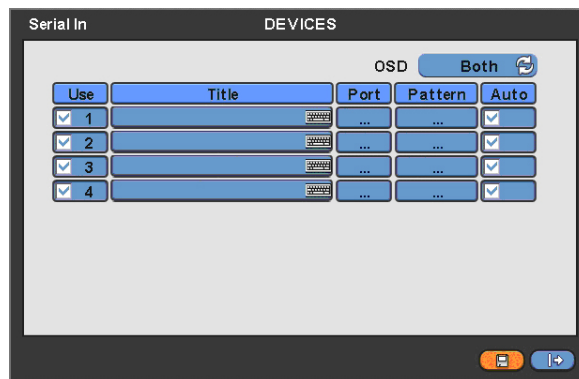 Serial In DEVICES
OSD Both
Use Title Port Pattern Auto
1 ... ...
2 ... ...
3 ... ...
4 ... ...